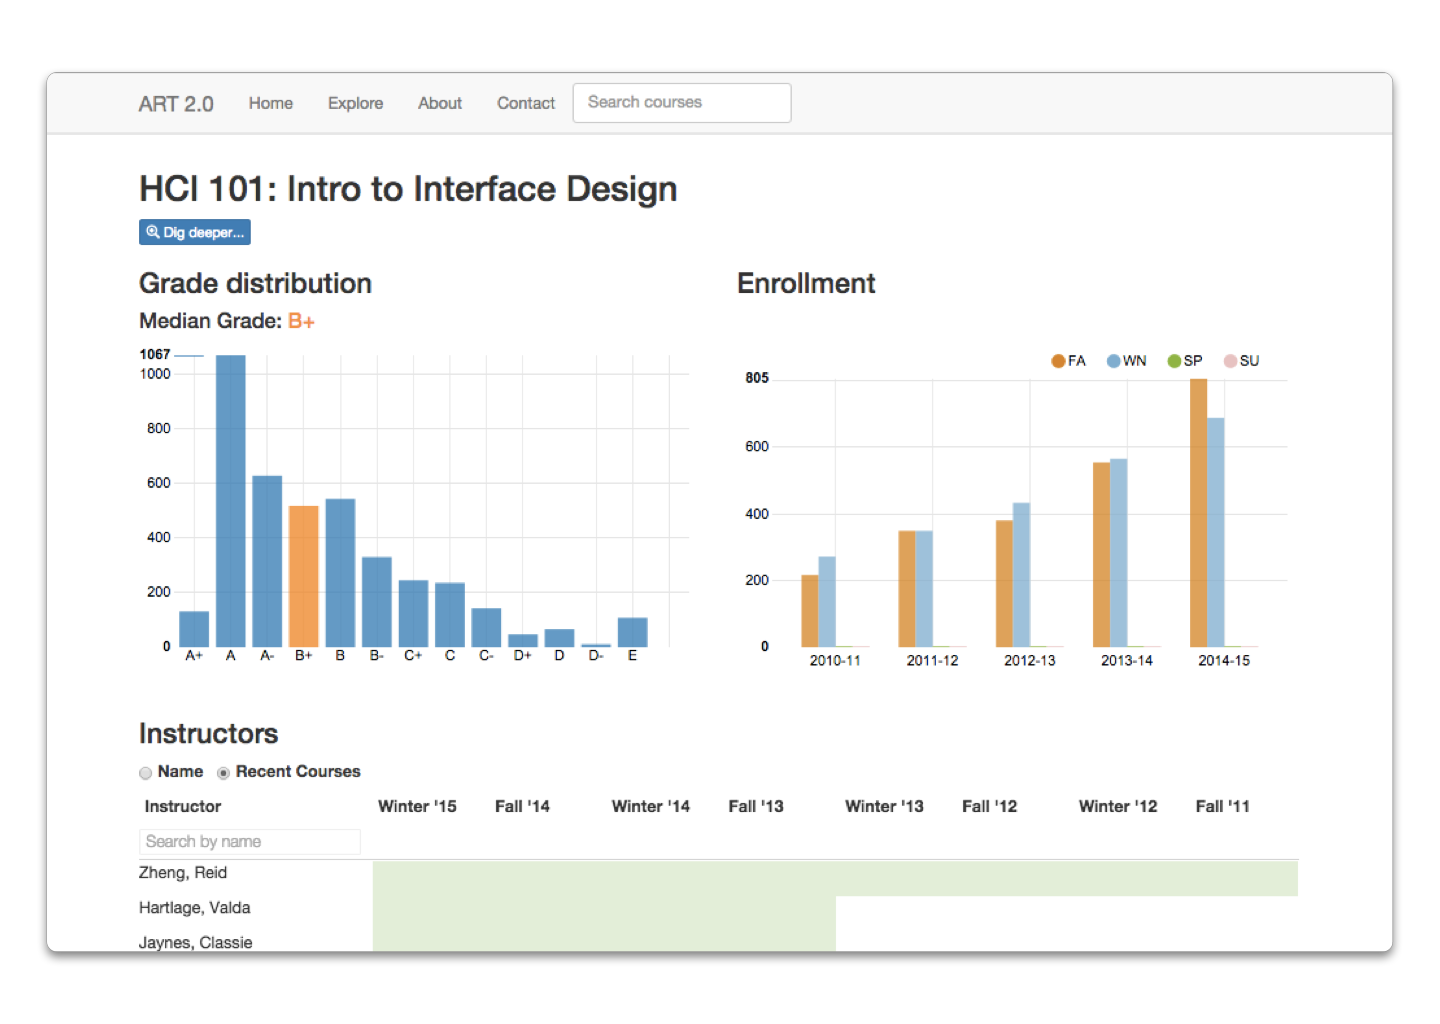 ART 2.0 Home Explore About Contact Search courses
HCI 101: Intro to Interface Design
Dig deeper...
Grade distribution
Median Grade: B+
1067
1000
800
600
400
200
0
A+ A A- B+ B B- C+ C C- D+ D D- E
Enrollment
FA WN SP SU
805
600
400
200
0
2010-11 2011-12 2012-13 2013-14 2014-15
Instructors
Name Recent Courses
Instructor Winter '15 Fall '14 Winter '14 Fall '13 Winter '13 Fall '12 Winter '12 Fall '11
Search by name
Zheng, Reid
Hartlage, Valda
Jaynes, Classie